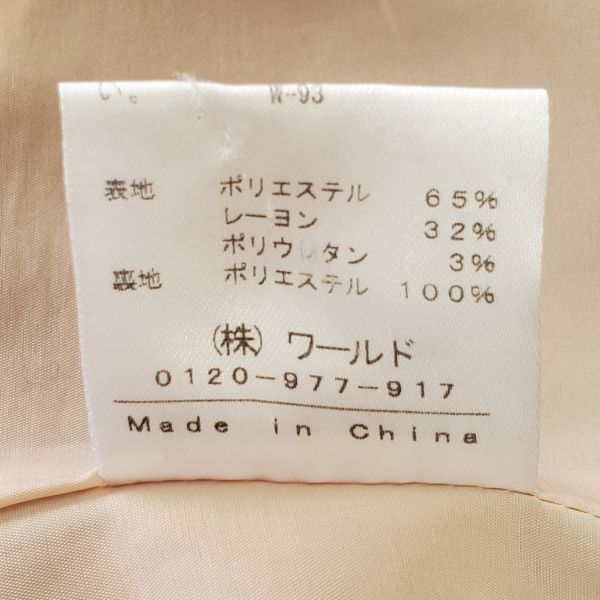 い。 W-93
表地 ポリエステル 65%
レーヨン 32%
ポリウレタン 3%
裏地 ポリエステル 100%
(株) ワールド
0120-977-917
Made in China